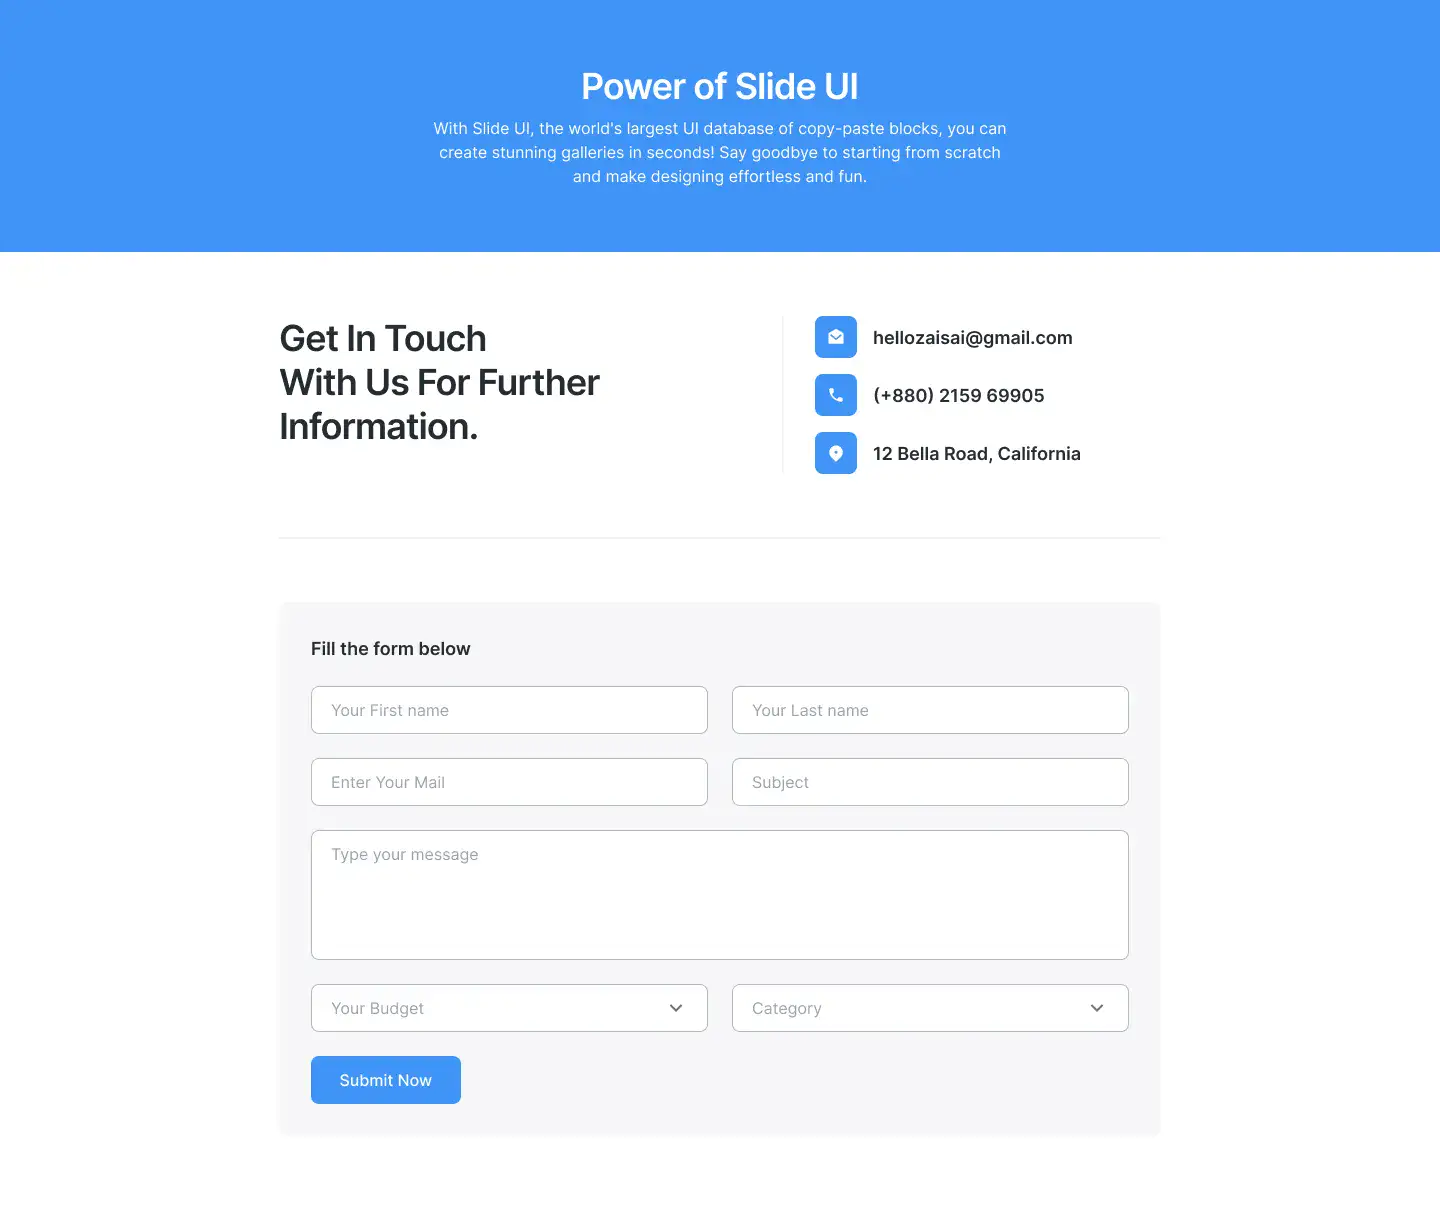 Power of Slide UI
With Slide UI, the world's largest UI database of copy-paste blocks, you can
create stunning galleries in seconds! Say goodbye to starting from scratch
and make designing effortless and fun.
Get In Touch
With Us For Further
Information.
hellozaisai@gmail.com
(+880) 2159 69905
12 Bella Road, California
Fill the form below
Your First name
Your Last name
Enter Your Mail
Subject
Type your message
Your Budget
Category
Submit Now